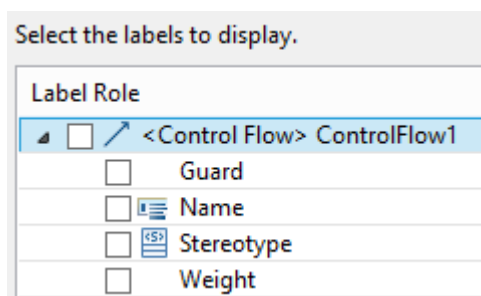 Select the labels to display.
Label Role
<Control Flow> ControlFlow1
Guard
Name
<S> Stereotype
Weight